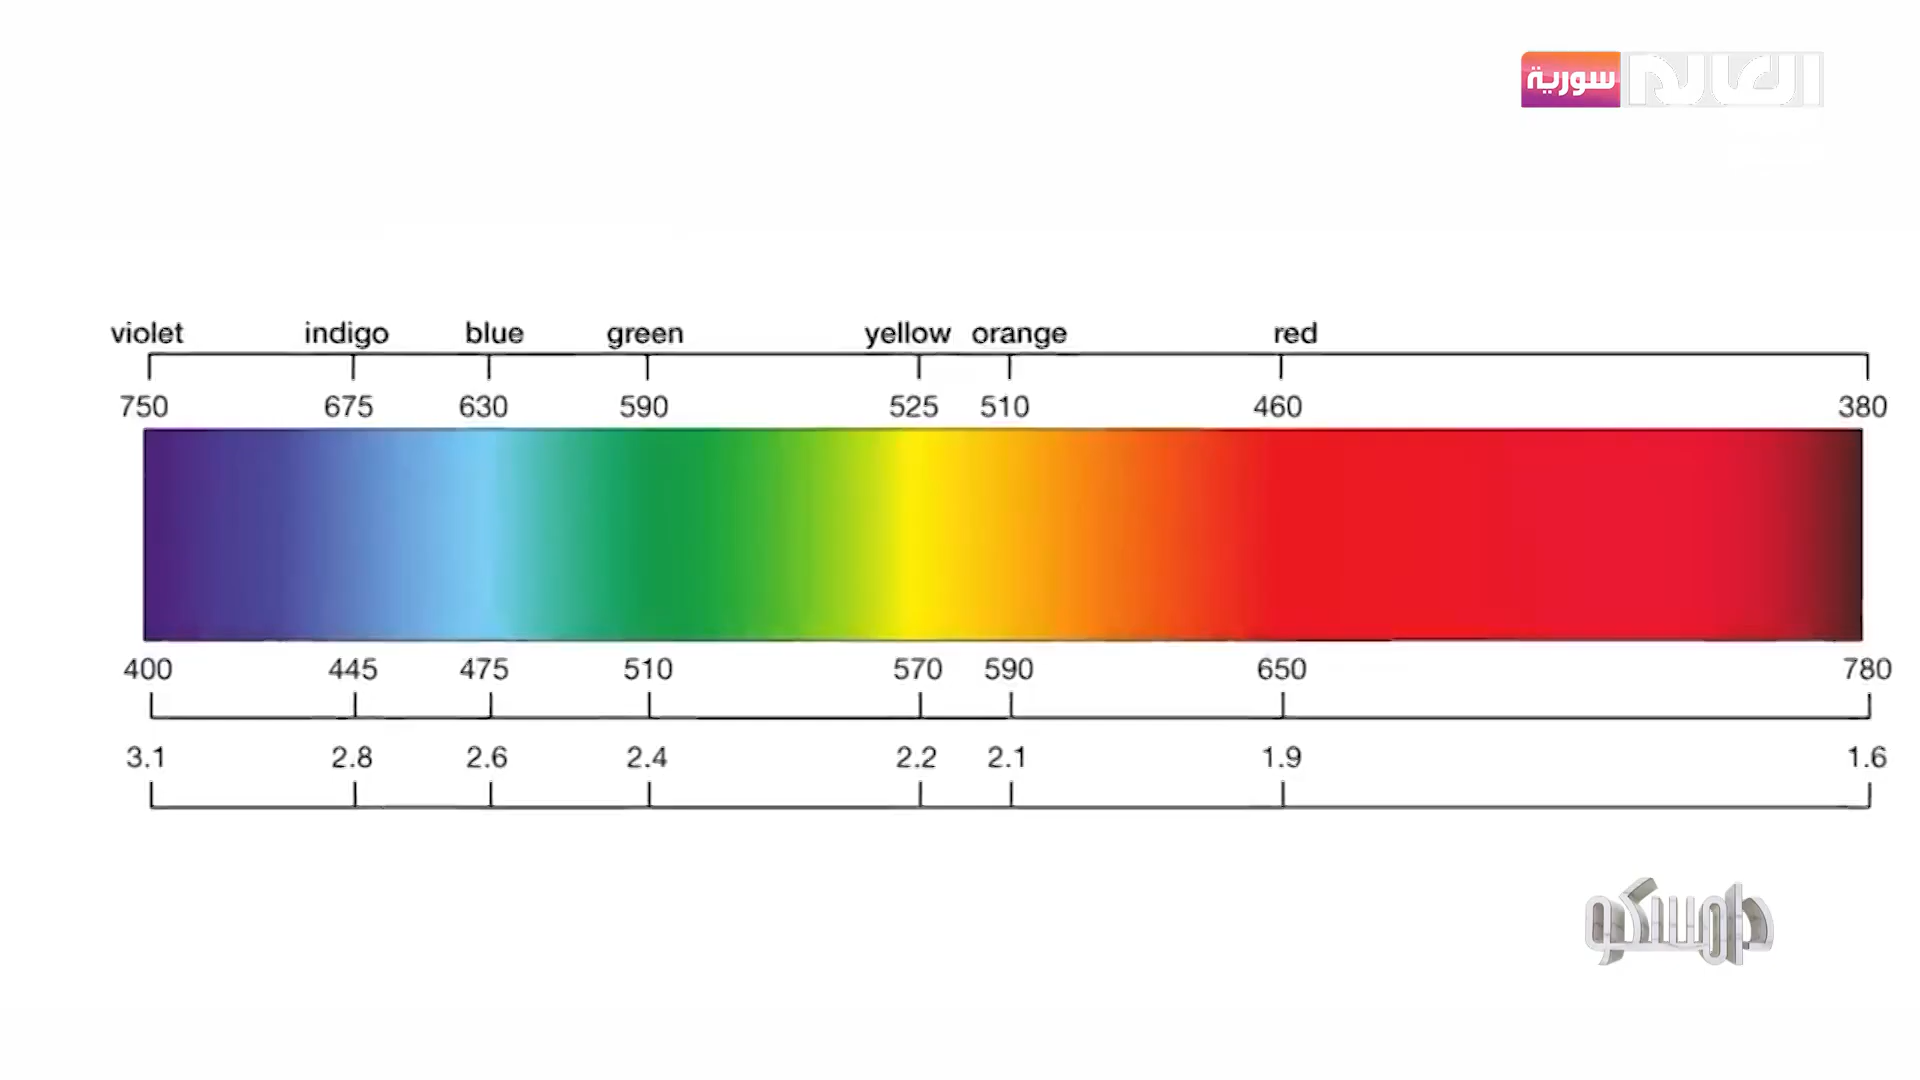 سورية العالم
violet indigo blue green yellow orange red
750 675 630 590 525 510 460 380
400 445 475 510 570 590 650 780
3.1 2.8 2.6 2.4 2.2 2.1 1.9 1.6